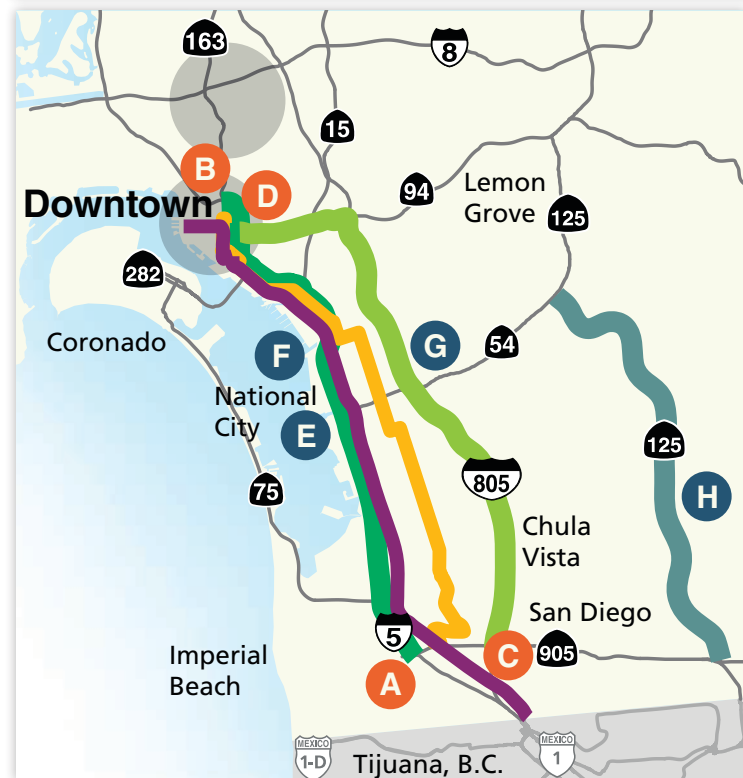 163
8
15
B
94
Lemon
Grove
D
Downtown
125
282
Coronado
F
G
54
National
City
E
125
75
805
H
Chula
Vista
San Diego
5
905
C
Imperial
Beach
A
MEXICO
1-D
MEXICO
1
Tijuana, B.C.